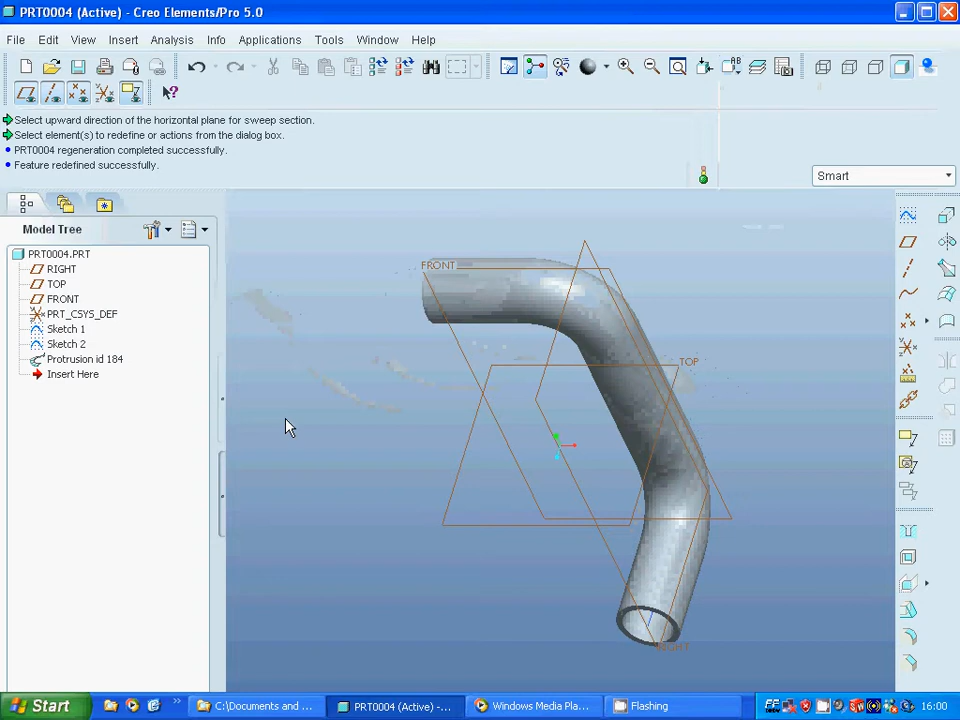 PRT0004 (Active) - Creo Elements/Pro 5.0
File Edit View Insert Analysis Info Applications Tools Window Help
Select upward direction of the horizontal plane for sweep section.
Select element(s) to redefine or actions from the dialog box.
PRT0004 regeneration completed successfully.
Feature redefined successfully.
Smart
Model Tree
PRT0004.PRT
RIGHT
TOP
FRONT
PRT_CSYS_DEF
Sketch 1
Sketch 2
Protrusion id 184
Insert Here
FRONT
TOP
RIGHT
Start
C:\Documents and ...
PRT0004 (Active) -...
Windows Media Pla...
Flashing
16:00